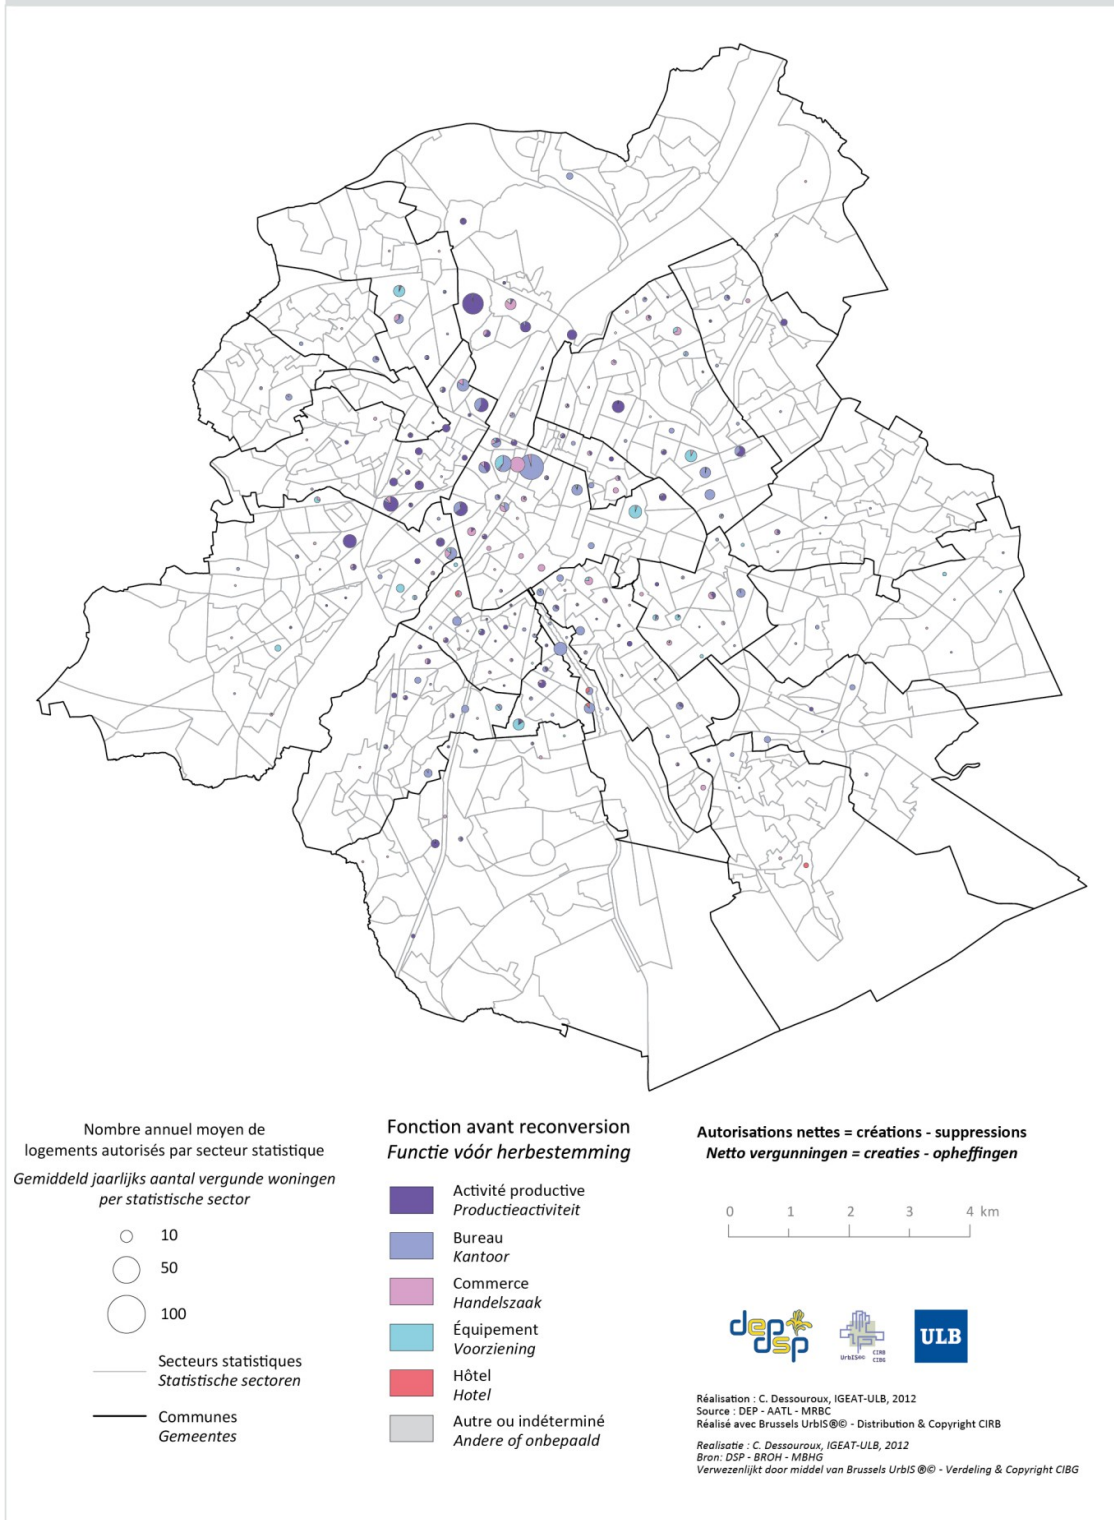 Nombre annuel moyen de
logements autorisés par secteur statistique
Gemiddeld jaarlijks aantal vergunde woningen
per statistische sector
10
50
100
Secteurs statistiques
Statistische sectoren
Communes
Gemeentes
Fonction avant reconversion
Functie vóór herbestemming
Activité productive
Productieactiviteit
Bureau
Kantoor
Commerce
Handelszaak
Équipement
Voorziening
Hôtel
Hotel
Autre ou indéterminé
Andere of onbepaald
Autorisations nettes = créations - suppressions
Netto vergunningen = creaties - opheffingen
0 1 2 3 4 km
dep
dsp
UrbIS®©
CIRB
CIBG
ULB
Réalisation : C. Dessouroux, IGEAT-ULB, 2012
Source : DEP - AATL - MRBC
Réalisé avec Brussels UrbIS®© - Distribution & Copyright CIRB
Realisatie : C. Dessouroux, IGEAT-ULB, 2012
Bron: DSP - BROH - MBHG
Verwezenlijkt door middel van Brussels UrbIS ®© - Verdeling & Copyright CIBG